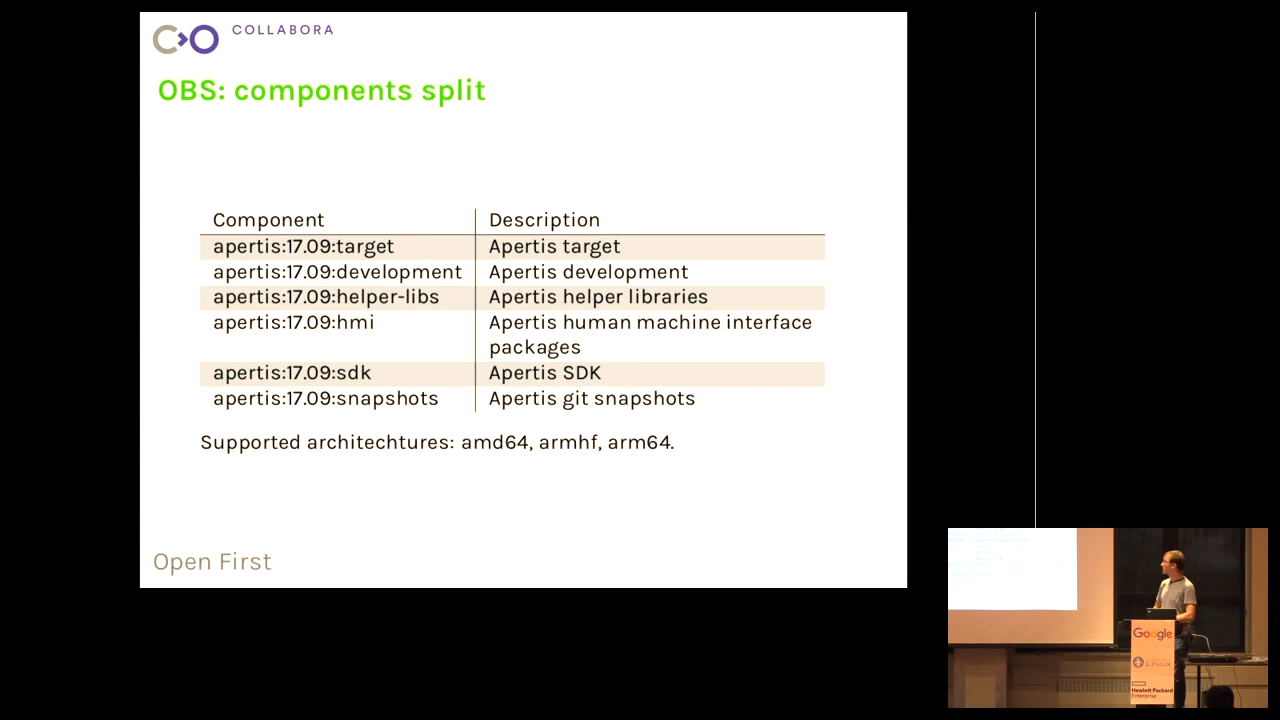 COLLABORA
OBS: components split
Component Description
apertis:17.09:target Apertis target
apertis:17.09:development Apertis development
apertis:17.09:helper-libs Apertis helper libraries
apertis:17.09:hmi Apertis human machine interface
packages
apertis:17.09:sdk Apertis SDK
apertis:17.09:snapshots Apertis git snapshots
Supported architechtures: amd64, armhf, arm64.
Open First
Google
LINUX
Hewlett Packard
Enterprise